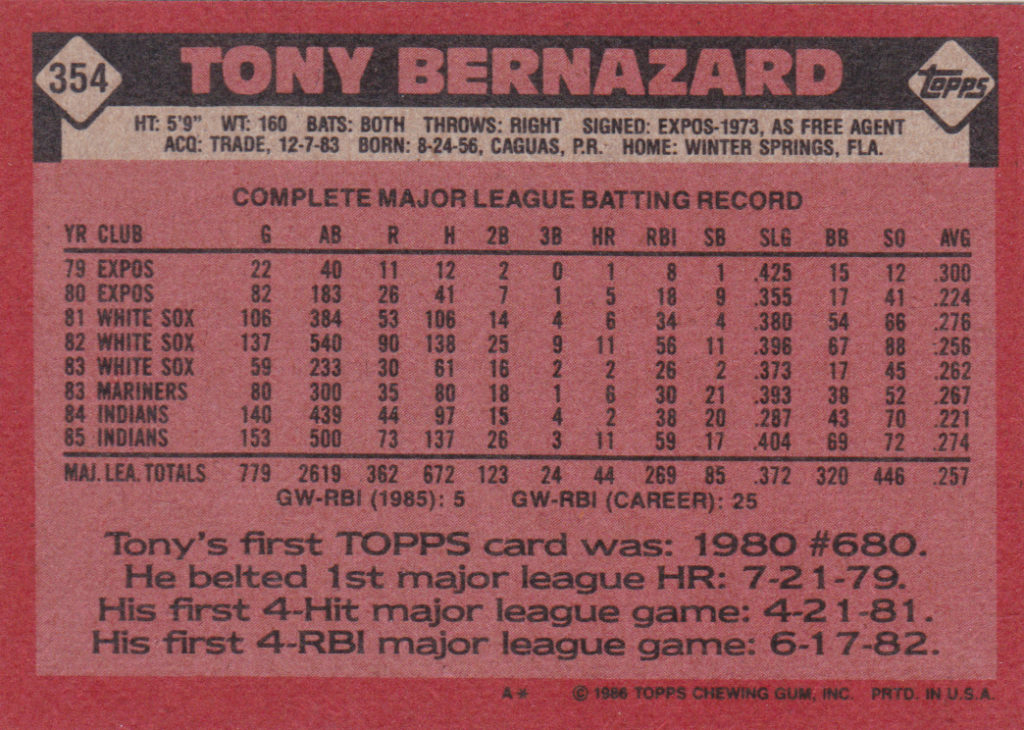 354 TONY BERNAZARD Topps
HT: 5'9" WT: 160 BATS: BOTH THROWS: RIGHT SIGNED: EXPOS-1973, AS FREE AGENT
ACQ: TRADE, 12-7-83 BORN: 8-24-56, CAGUAS, P.R. HOME: WINTER SPRINGS, FLA.
COMPLETE MAJOR LEAGUE BATTING RECORD
YR CLUB G AB R H 2B 3B HR RBI SB SLG BB SO AVG
79 EXPOS 22 40 11 12 2 0 1 8 1 .425 15 12 .300
80 EXPOS 82 183 26 41 7 1 5 18 9 .355 17 41 .224
81 WHITE SOX 106 384 53 106 14 4 6 34 4 .380 54 66 .276
82 WHITE SOX 137 540 90 138 25 9 11 56 11 .396 67 88 .256
83 WHITE SOX 59 233 30 61 16 2 2 26 2 .373 17 45 .262
83 MARINERS 80 300 35 80 18 1 6 30 21 .393 38 52 .267
84 INDIANS 140 439 44 97 15 4 2 38 20 .287 43 70 .221
85 INDIANS 153 500 73 137 26 3 11 59 17 .404 69 72 .274
MAJ. LEA. TOTALS 779 2619 362 672 123 24 44 269 85 .372 320 446 .257
GW-RBI (1985): 5 GW-RBI (CAREER): 25
Tony's first TOPPS card was: 1980 #680.
He belted 1st major league HR: 7-21-79.
His first 4-Hit major league game: 4-21-81.
His first 4-RBI major league game: 6-17-82.
A* © 1986 TOPPS CHEWING GUM, INC. PRTD. IN U.S.A.